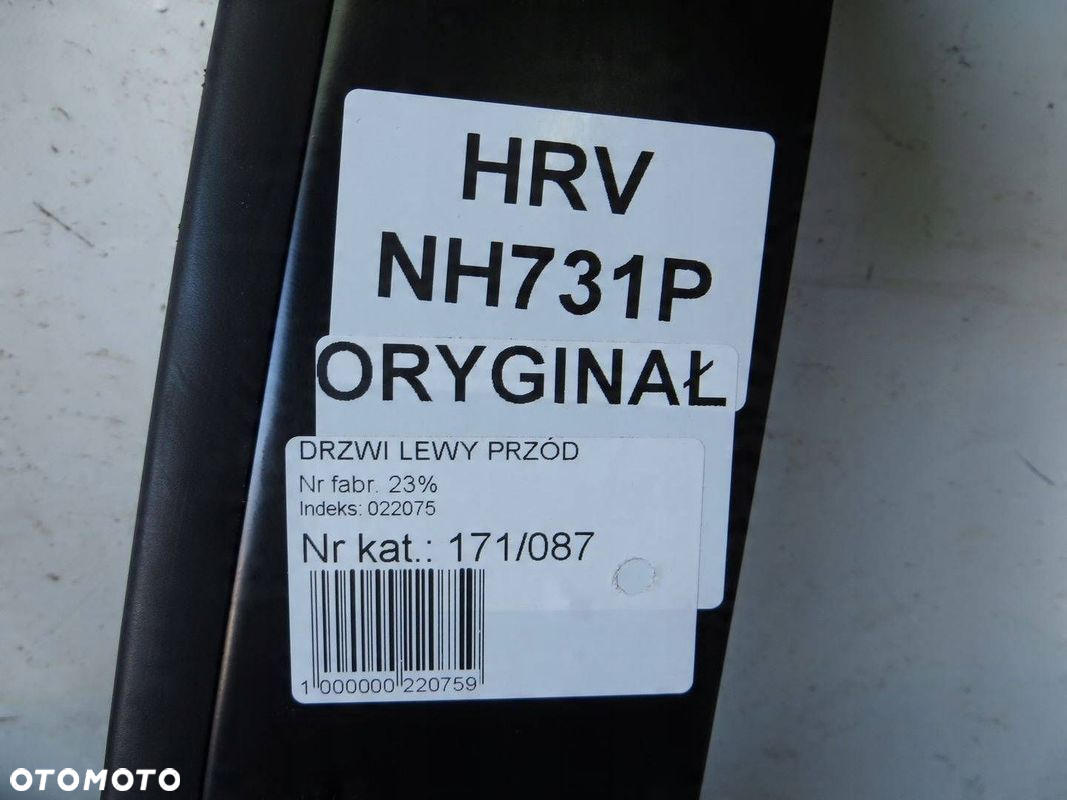 HRV
NH731P
ORYGINAŁ
DRZWI LEWY PRZÓD
Nr fabr. 23%
Indeks: 022075
Nr kat.: 171/087
1 000000 220759
OTOMOTO